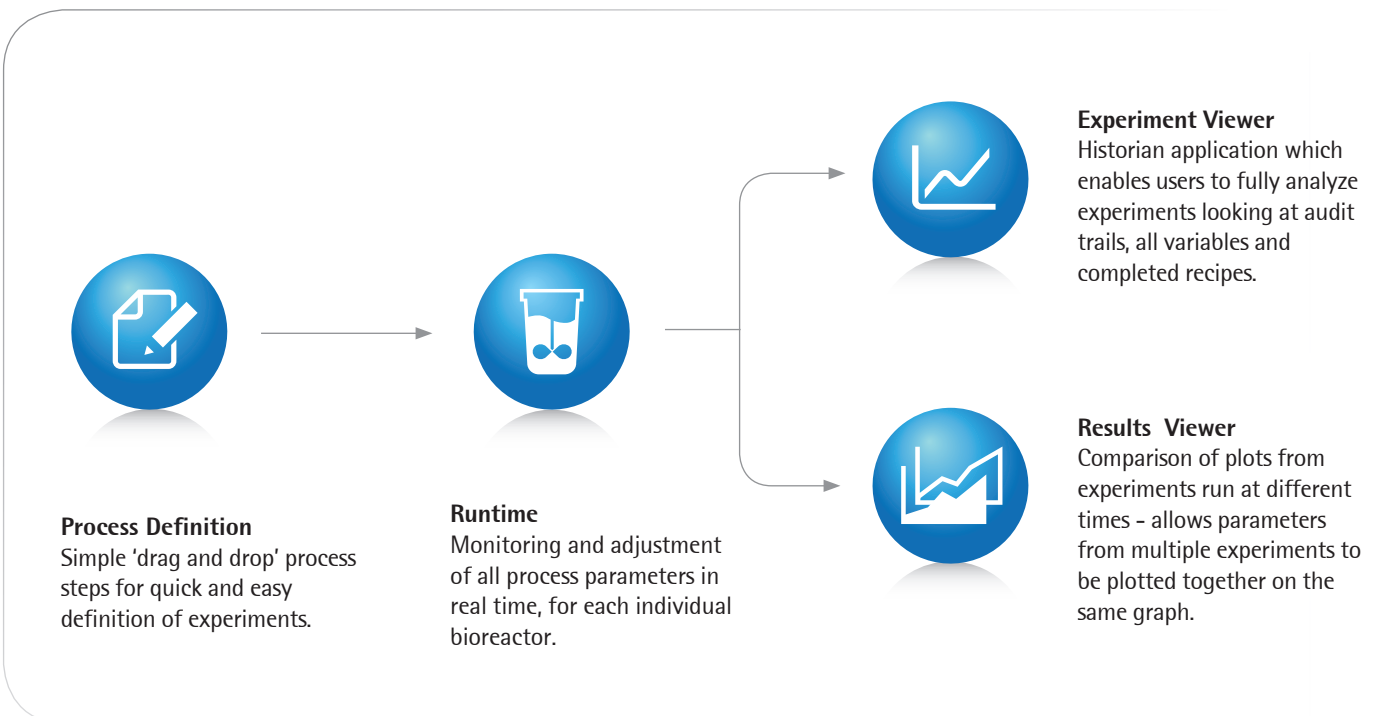 Process Definition
Simple ‘drag and drop’ process
steps for quick and easy
definition of experiments.
Runtime
Monitoring and adjustment
of all process parameters in
real time, for each individual
bioreactor.
Experiment Viewer
Historian application which
enables users to fully analyze
experiments looking at audit
trails, all variables and
completed recipes.
Results  Viewer
Comparison of plots from
experiments run at different
times - allows parameters
from multiple experiments to
be plotted together on the
same graph.